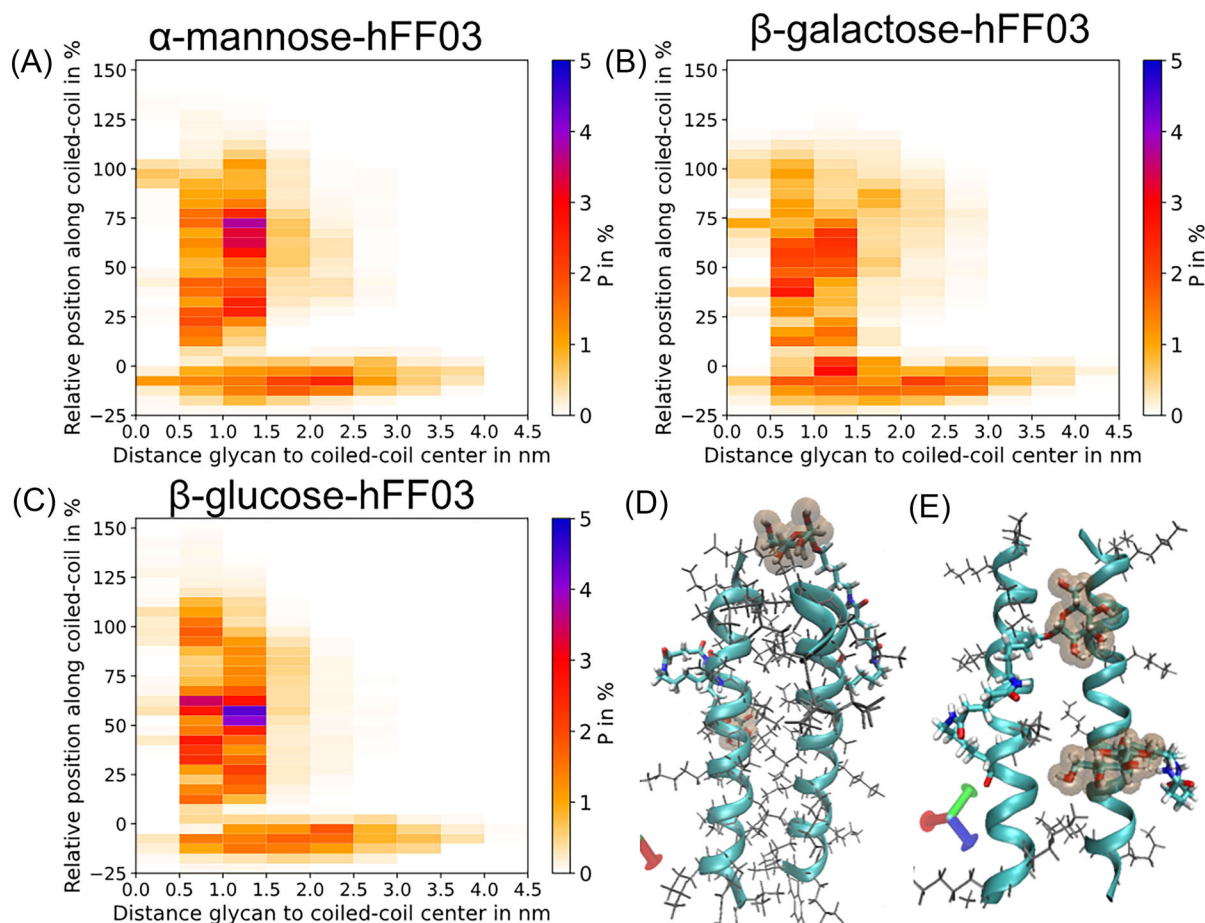 (A)
α-mannose-hFF03
Relative position along coiled-coil in %
150
125
100
75
50
25
0
−25
0.0 0.5 1.0 1.5 2.0 2.5 3.0 3.5 4.0 4.5
Distance glycan to coiled-coil center in nm
5
4
3
2
1
0
P in %
(B)
β-galactose-hFF03
Relative position along coiled-coil in %
150
125
100
75
50
25
0
−25
0.0 0.5 1.0 1.5 2.0 2.5 3.0 3.5 4.0 4.5
Distance glycan to coiled-coil center in nm
5
4
3
2
1
0
P in %
(C)
β-glucose-hFF03
Relative position along coiled-coil in %
150
125
100
75
50
25
0
−25
0.0 0.5 1.0 1.5 2.0 2.5 3.0 3.5 4.0 4.5
Distance glycan to coiled-coil center in nm
5
4
3
2
1
0
P in %
(D)
(E)